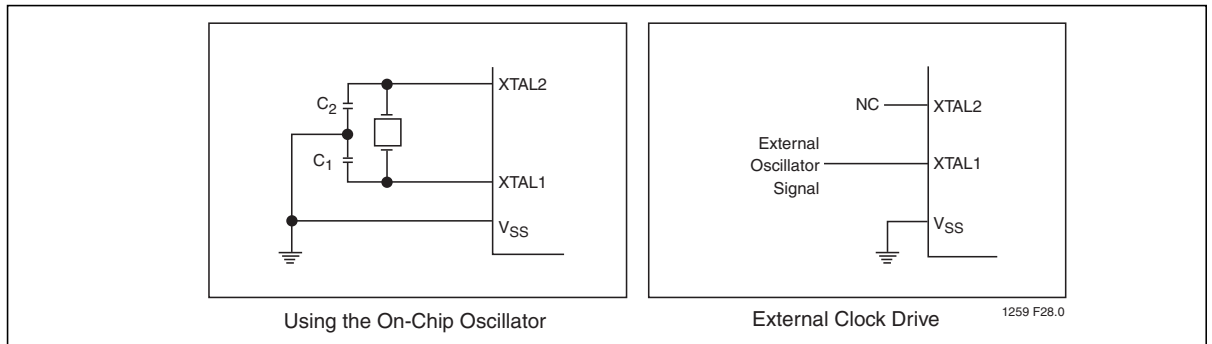 XTAL2
C2
C1
XTAL1
VSS
Using the On-Chip Oscillator
NC
XTAL2
External
Oscillator
Signal
XTAL1
VSS
External Clock Drive
1259 F28.0